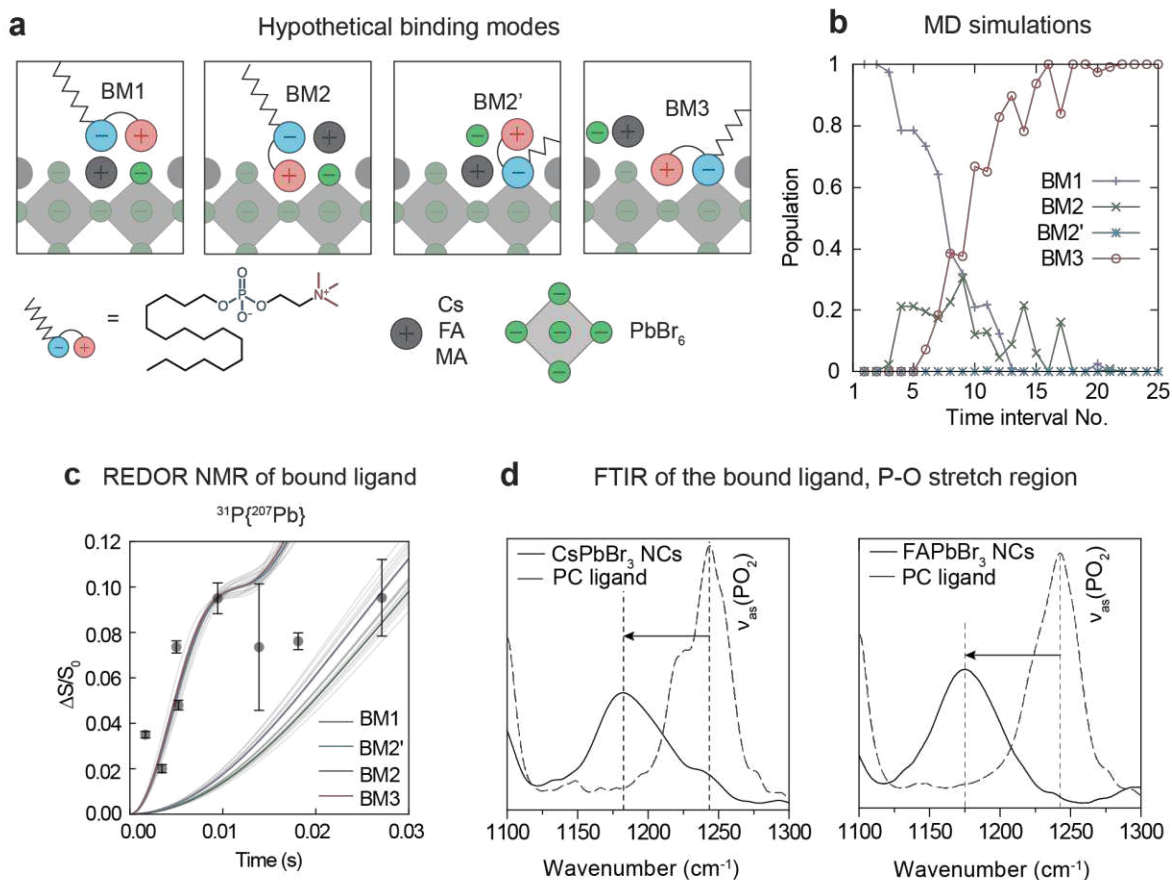 a Hypothetical binding modes
BM1
BM2
BM2'
BM3
=
O
O P O N+
O-
Cs
FA
MA
PbBr6
b MD simulations
Population
1
0.8
0.6
0.4
0.2
0
BM1
BM2
BM2'
BM3
1 5 10 15 20 25
Time interval No.
c REDOR NMR of bound ligand
31P{207Pb}
ΔS/S0
0.12
0.10
0.08
0.06
0.04
0.02
0.00
BM1
BM2'
BM2
BM3
0.00 0.01 0.02 0.03
Time (s)
d FTIR of the bound ligand, P-O stretch region
CsPbBr3 NCs
PC ligand
νas(PO2)
1100 1150 1200 1250 1300
Wavenumber (cm-1)
FAPbBr3 NCs
PC ligand
νas(PO2)
1100 1150 1200 1250 1300
Wavenumber (cm-1)